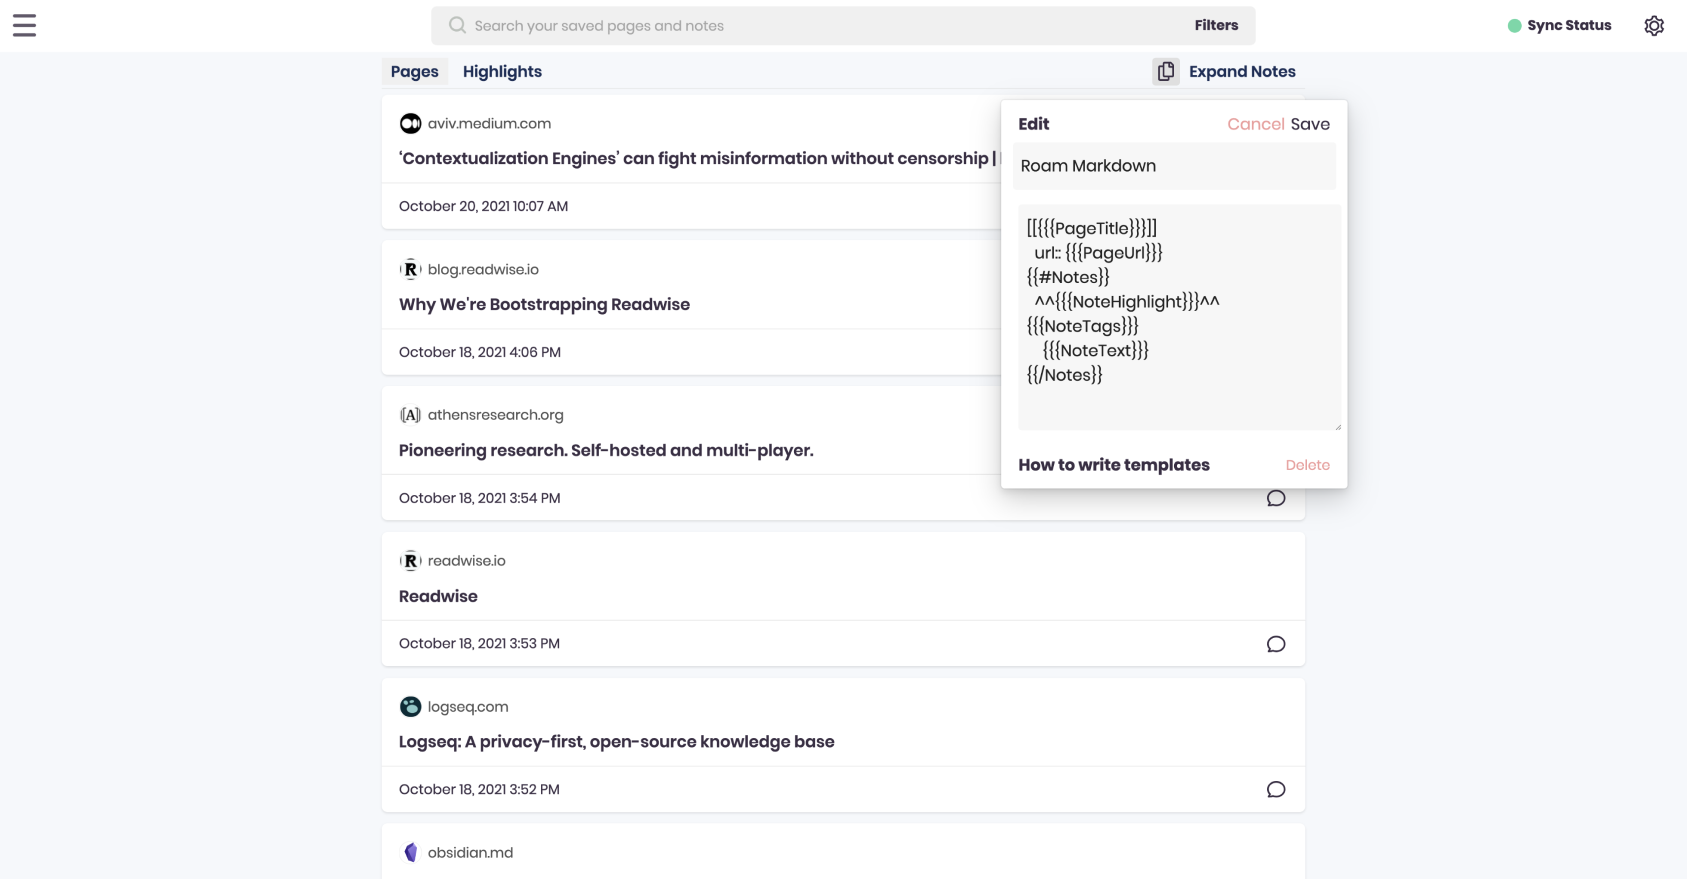 Search your saved pages and notes
Filters
Sync Status
Pages
Highlights
Expand Notes
aviv.medium.com
‘Contextualization Engines’ can fight misinformation without censorship |
October 20, 2021 10:07 AM
blog.readwise.io
Why We're Bootstrapping Readwise
October 18, 2021 4:06 PM
athensresearch.org
Pioneering research. Self-hosted and multi-player.
October 18, 2021 3:54 PM
readwise.io
Readwise
October 18, 2021 3:53 PM
logseq.com
Logseq: A privacy-first, open-source knowledge base
October 18, 2021 3:52 PM
obsidian.md
Edit
Cancel Save
Roam Markdown
[[{{{PageTitle}}}]]
url:: {{{PageUrl}}}
{{#Notes}}
^^{{{NoteHighlight}}}^^
{{{NoteTags}}}
{{{NoteText}}}
{{/Notes}}
How to write templates
Delete